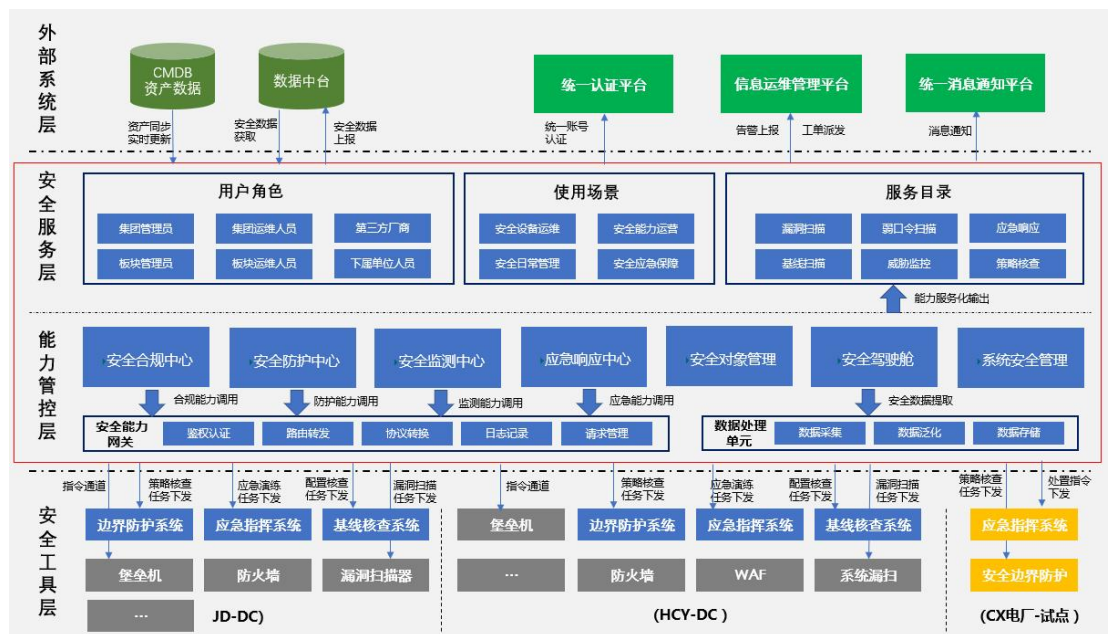 外部系统层
CMDB
资产数据
数据中台
统一认证平台
信息运维管理平台
统一消息通知平台
资产同步
实时更新
安全数据
获取
安全数据
上报
统一账号
认证
告警上报
工单派发
消息通知
安全服务层
用户角色
集团管理员
集团运维人员
第三方厂商
板块管理员
板块运维人员
下属单位人员
使用场景
安全设备运维
安全能力运营
安全日常管理
安全应急保障
服务目录
漏洞扫描
弱口令扫描
应急响应
基线扫描
威胁监控
策略核查
能力服务化输出
能力管控层
安全合规中心
安全防护中心
安全监测中心
应急响应中心
安全对象管理
安全驾驶舱
系统安全管理
合规能力调用
防护能力调用
监测能力调用
应急能力调用
安全数据提取
安全能力
网关
鉴权认证
路由转发
协议转换
日志记录
请求管理
数据处理
单元
数据采集
数据泛化
数据存储
安全工具层
指令通道
策略核查
任务下发
应急演练
任务下发
配置核查
任务下发
漏洞扫描
任务下发
边界防护系统
应急指挥系统
基线核查系统
堡垒机
防火墙
漏洞扫描器
...
JD-DC)
指令通道
策略核查
任务下发
应急演练
任务下发
配置核查
任务下发
漏洞扫描
任务下发
堡垒机
边界防护系统
应急指挥系统
基线核查系统
...
防火墙
WAF
系统漏扫
(HCY-DC )
策略核查
任务下发
处置指令
下发
应急指挥系统
安全边界防护
(CX电厂-试点 )